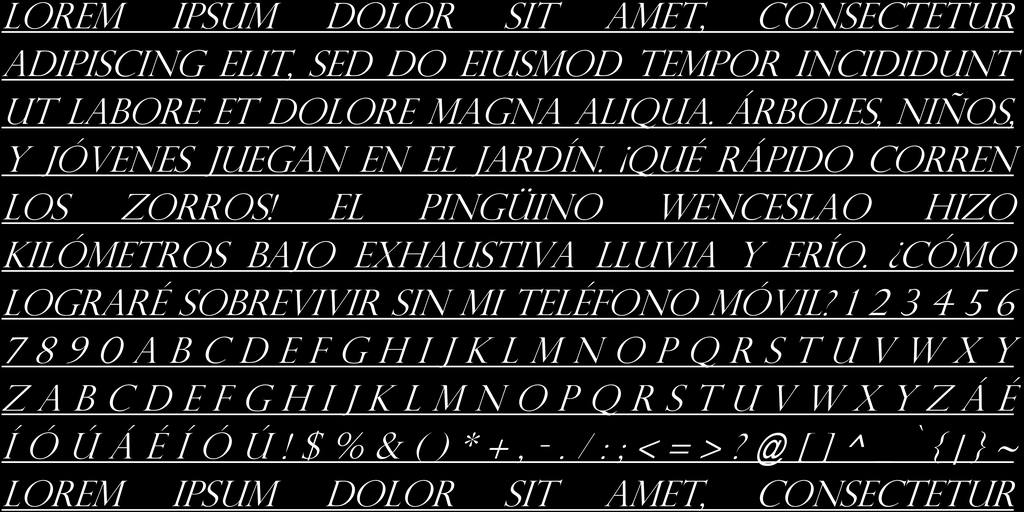 LOREM IPSUM DOLOR SIT AMET, CONSECTETUR
ADIPISCING ELIT, SED DO EIUSMOD TEMPOR INCIDIDUNT
UT LABORE ET DOLORE MAGNA ALIQUA. ÁRBOLES, NIÑOS,
Y JÓVENES JUEGAN EN EL JARDÍN. ¡QUÉ RÁPIDO CORREN
LOS ZORROS! EL PINGÜINO WENCESLAO HIZO
KILÓMETROS BAJO EXHAUSTIVA LLUVIA Y FRÍO. ¿CÓMO
LOGRARÉ SOBREVIVIR SIN MI TELÉFONO MÓVIL? 1 2 3 4 5 6
7 8 9 0 A B C D E F G H I J K L M N O P Q R S T U V W X Y
Z A B C D E F G H I J K L M N O P Q R S T U V W X Y Z Á É
Í Ó Ú Á É Í Ó Ú ! $ % & ( ) * + , - . / : ; < = > ? @ [ ] ^ ` { | } ~
LOREM IPSUM DOLOR SIT AMET, CONSECTETUR